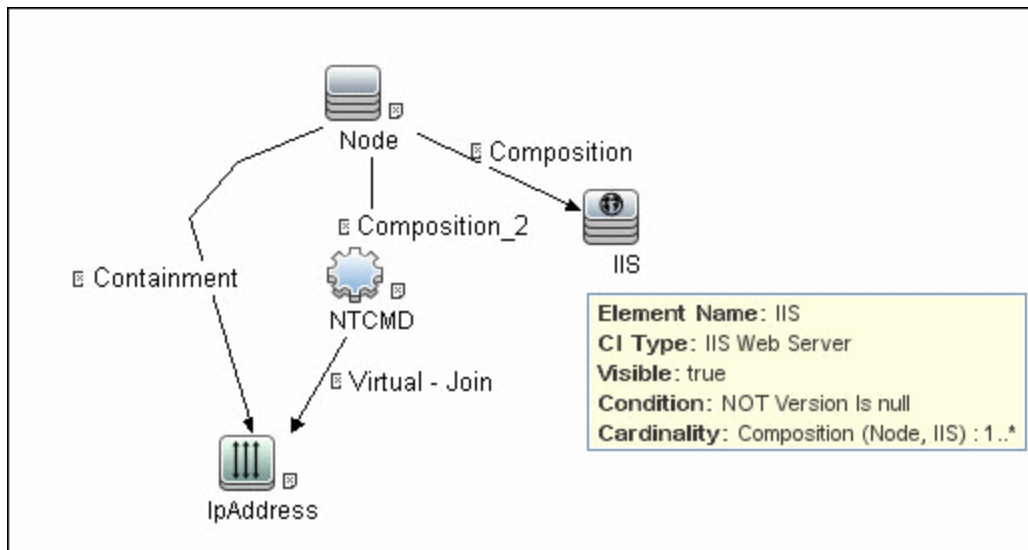 Node
Composition
Composition_2
IIS
Containment
NTCMD
Virtual - Join
IpAddress
Element Name: IIS
CI Type: IIS Web Server
Visible: true
Condition: NOT Version Is null
Cardinality: Composition (Node, IIS) : 1..*